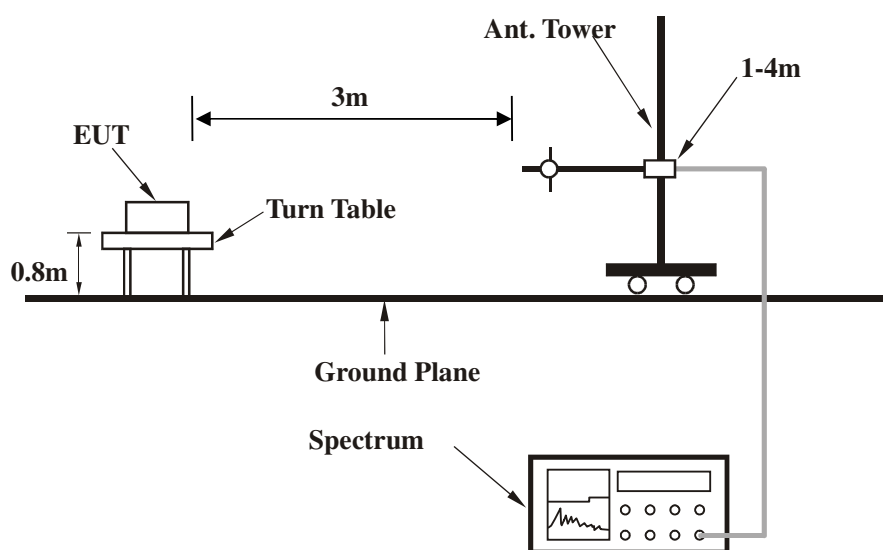 Ant. Tower
1-4m
3m
EUT
Turn Table
0.8m
Ground Plane
Spectrum